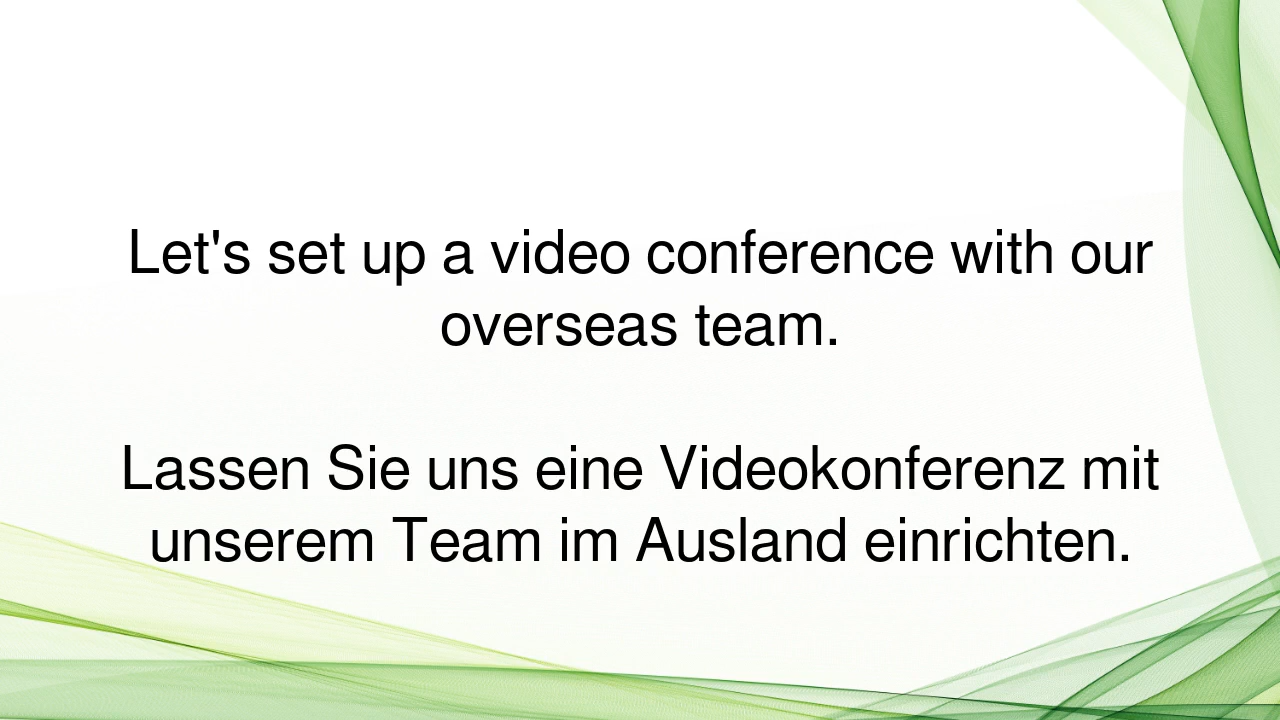 Let's set up a video conference with our
overseas team.
Lassen Sie uns eine Videokonferenz mit
unserem Team im Ausland einrichten.